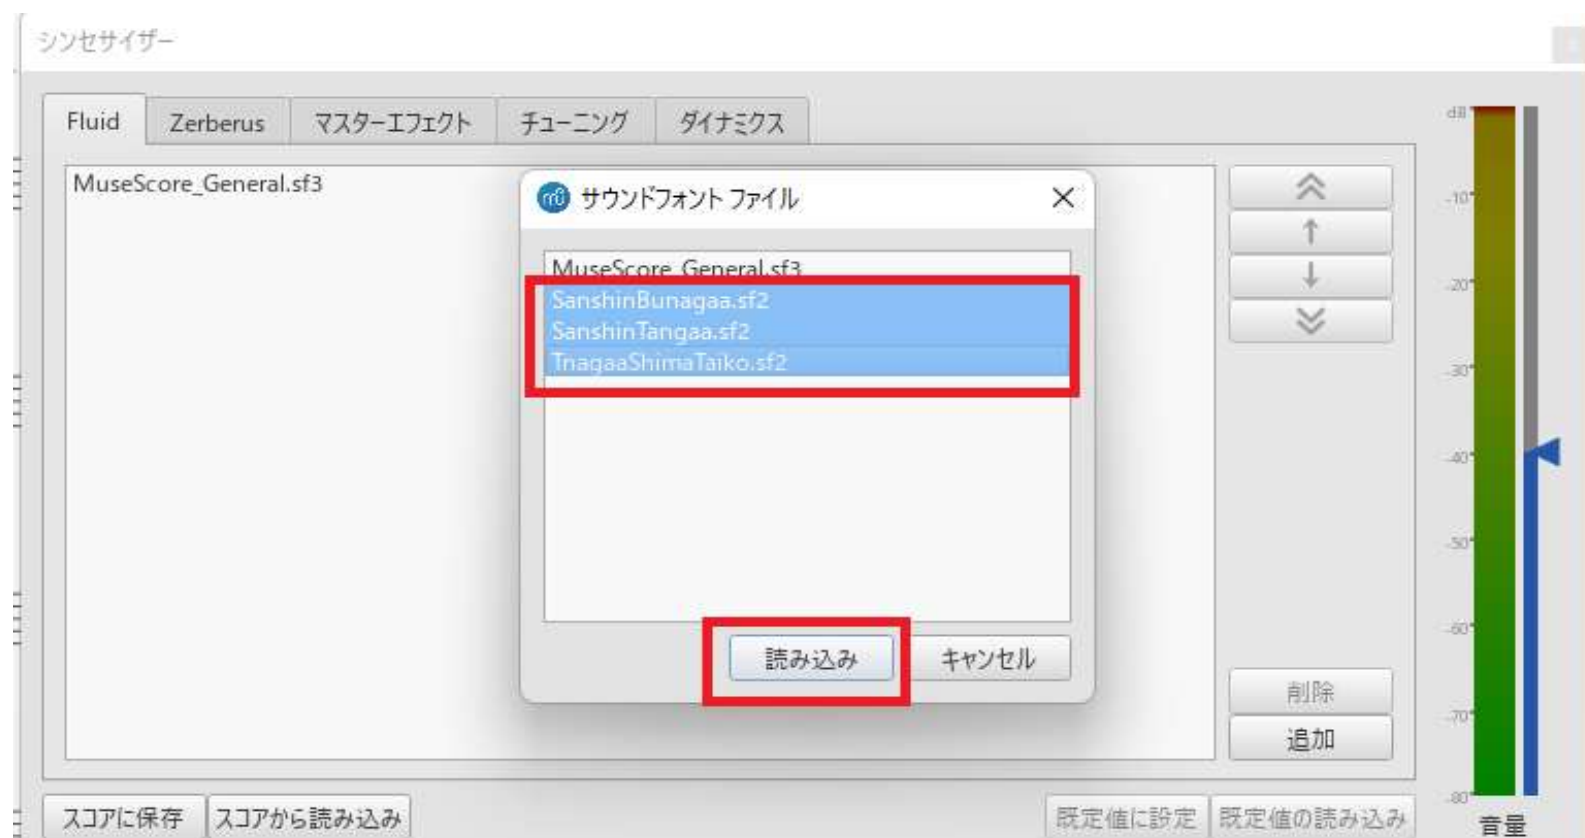 シンセサイザー
Fluid
Zerberus
マスターエフェクト
チューニング
ダイナミクス
MuseScore_General.sf3
サウンドフォント ファイル
MuseScore_General.sf3
SanshinBunagaa.sf2
SanshinTangaa.sf2
TnagaaShimaTaiko.sf2
読み込み
キャンセル
削除
追加
dB
-10
-20
-30
-40
-50
-60
-70
-80
音量
スコアに保存
スコアから読み込み
既定値に設定
既定値の読み込み